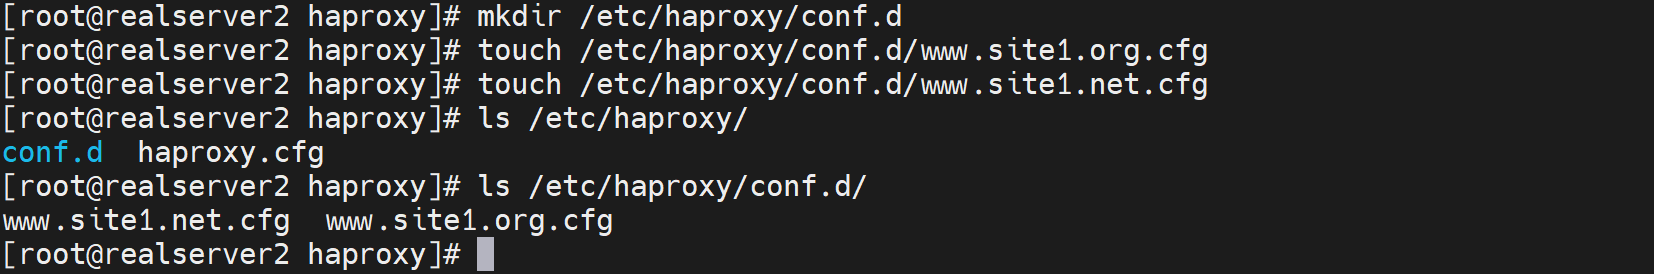 [root@realserver2 haproxy]# mkdir /etc/haproxy/conf.d
[root@realserver2 haproxy]# touch /etc/haproxy/conf.d/www.site1.org.cfg
[root@realserver2 haproxy]# touch /etc/haproxy/conf.d/www.site1.net.cfg
[root@realserver2 haproxy]# ls /etc/haproxy/
conf.d  haproxy.cfg
[root@realserver2 haproxy]# ls /etc/haproxy/conf.d/
www.site1.net.cfg  www.site1.org.cfg
[root@realserver2 haproxy]#